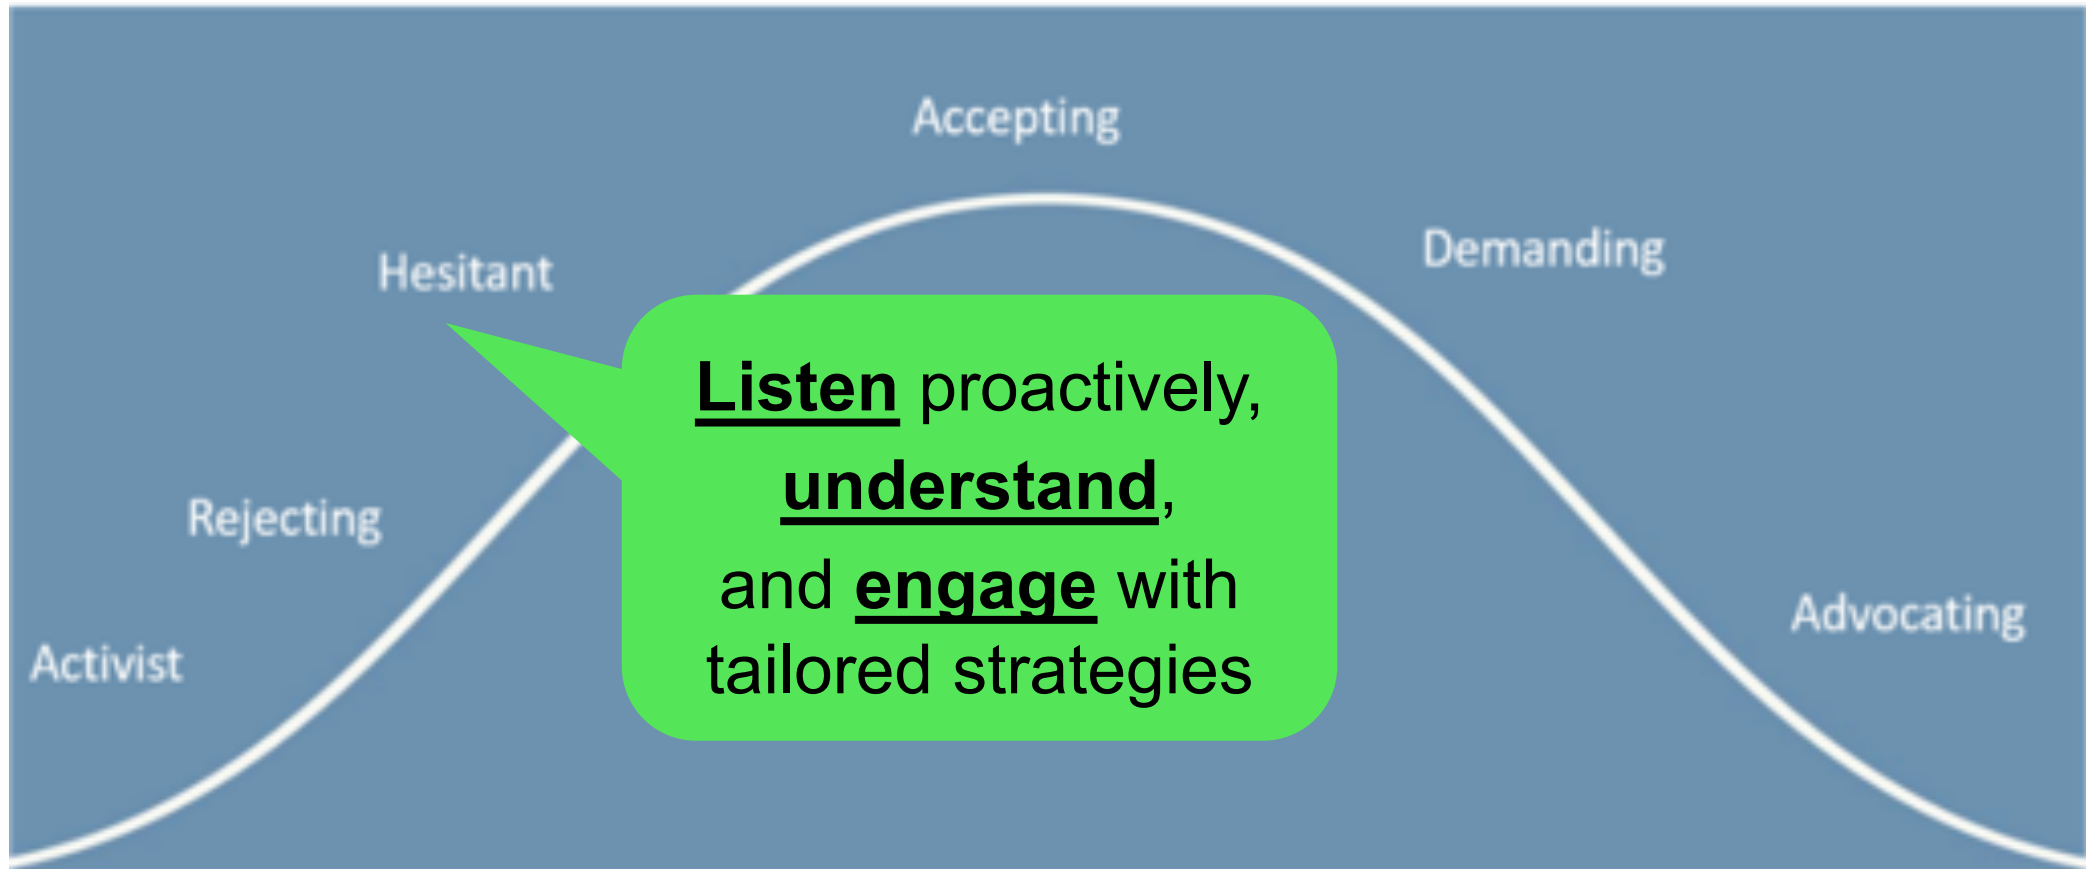 Accepting
Demanding
Hesitant
Listen proactively,
understand,
and engage with
tailored strategies
Rejecting
Advocating
Activist